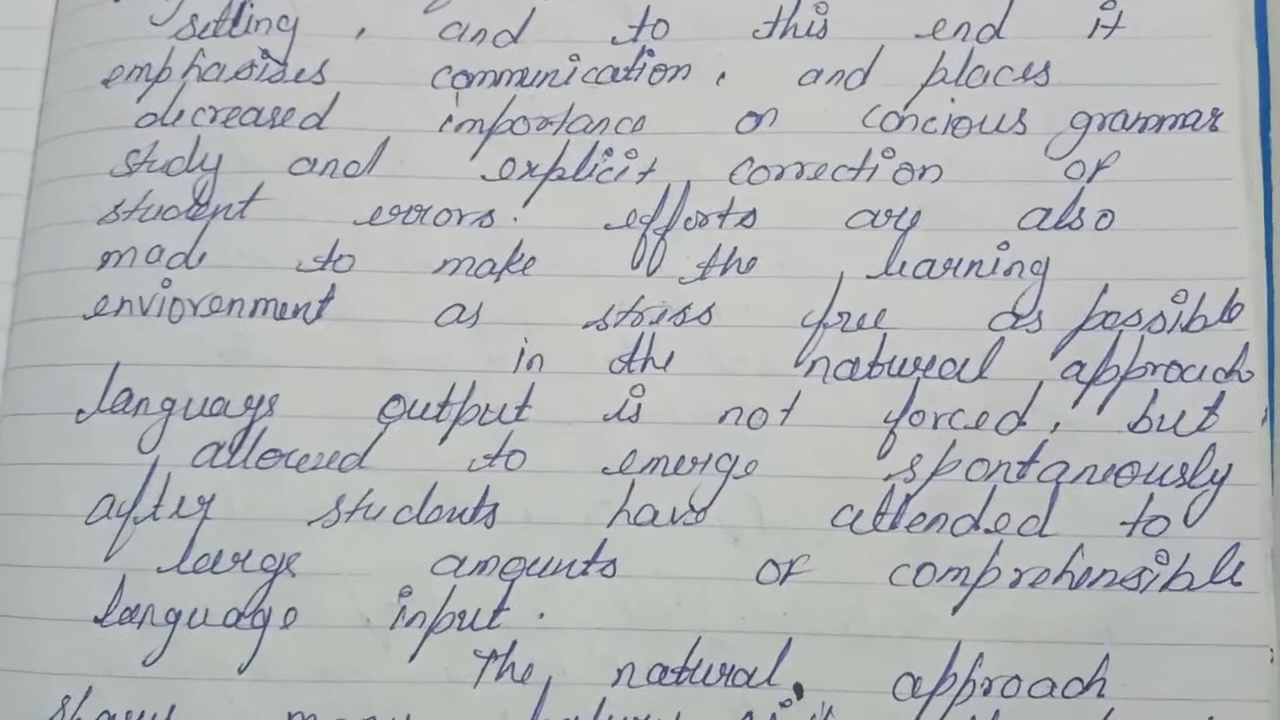 setting, and to this end it
emphasises communication, and places
decreased importance on concious grammar
study and explicit correction of
student errors. efforts are also
made to make the learning
enviorenment as stress free as possible
in the natural approach
language output is not forced, but
allowed to emerge spontaneously
after students have attended to
large amounts of comprehensible
language input.
The natural approach
many